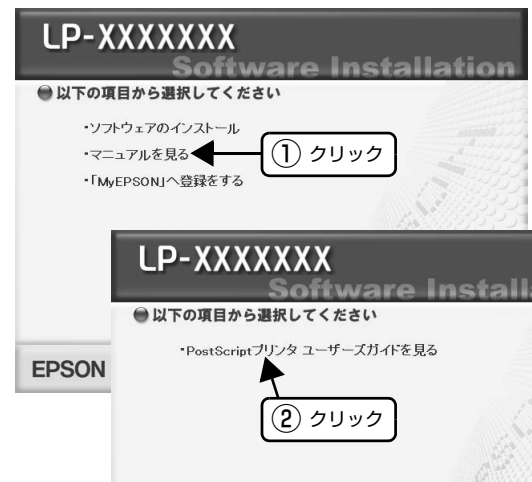 LP-XXXXXXX
Software Installation
以下の項目から選択してください
・ソフトウェアのインストール
・マニュアルを見る
① クリック
・「MyEPSON」へ登録をする
EPSON
LP-XXXXXXX
Software Install
以下の項目から選択してください
・PostScriptプリンタ ユーザーズガイドを見る
② クリック